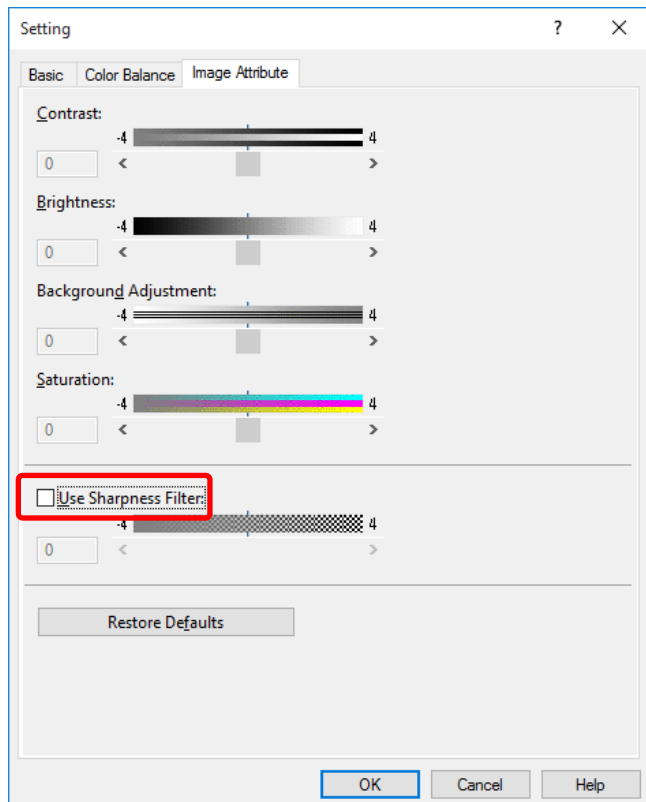 Setting
Basic Color Balance Image Attribute
Contrast:
-4 4
0
Brightness:
-4 4
0
Background Adjustment:
-4 4
0
Saturation:
-4 4
0
Use Sharpness Filter:
-4 4
0
Restore Defaults
OK Cancel Help